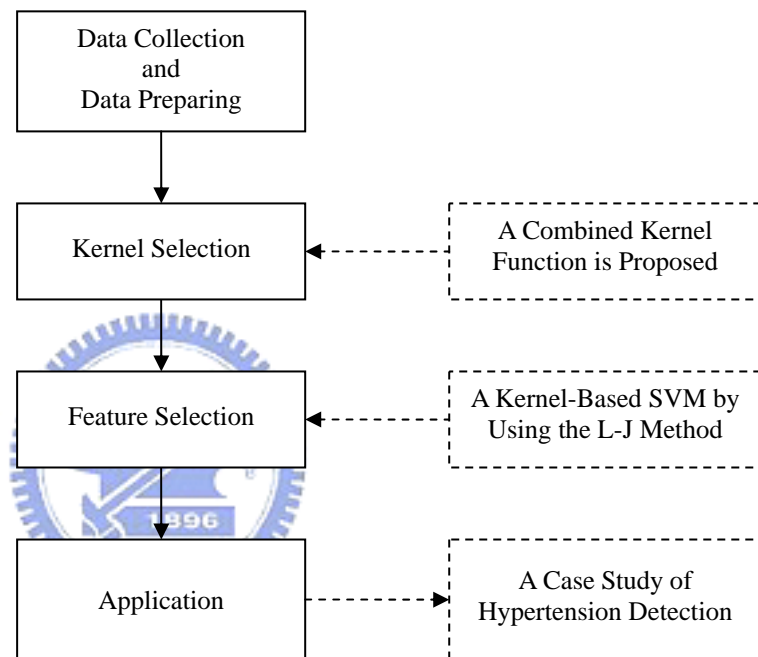 Data Collection
and
Data Preparing
Kernel Selection
A Combined Kernel
Function is Proposed
Feature Selection
A Kernel-Based SVM by
Using the L-J Method
1896
Application
A Case Study of
Hypertension Detection